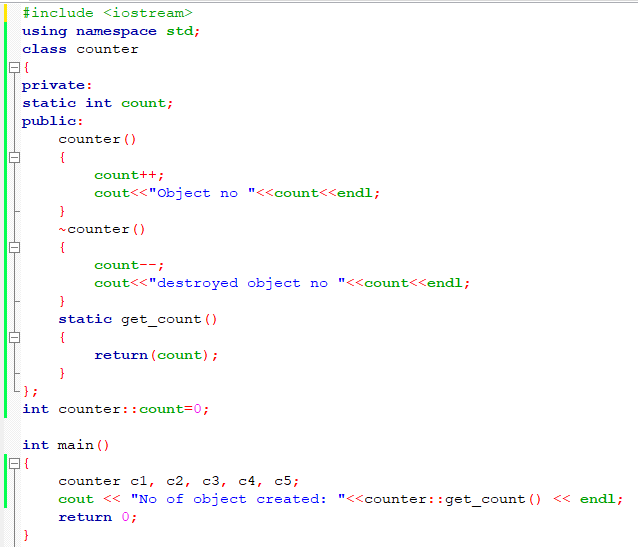 #include <iostream>
using namespace std;
class counter
{
private:
static int count;
public:
    counter()
    {
        count++;
        cout<<"Object no "<<count<<endl;
    }
    ~counter()
    {
        count--;
        cout<<"destroyed object no "<<count<<endl;
    }
    static get_count()
    {
        return(count);
    }
};
int counter::count=0;

int main()
{
    counter c1, c2, c3, c4, c5;
    cout << "No of object created: "<<counter::get_count() << endl;
    return 0;
}